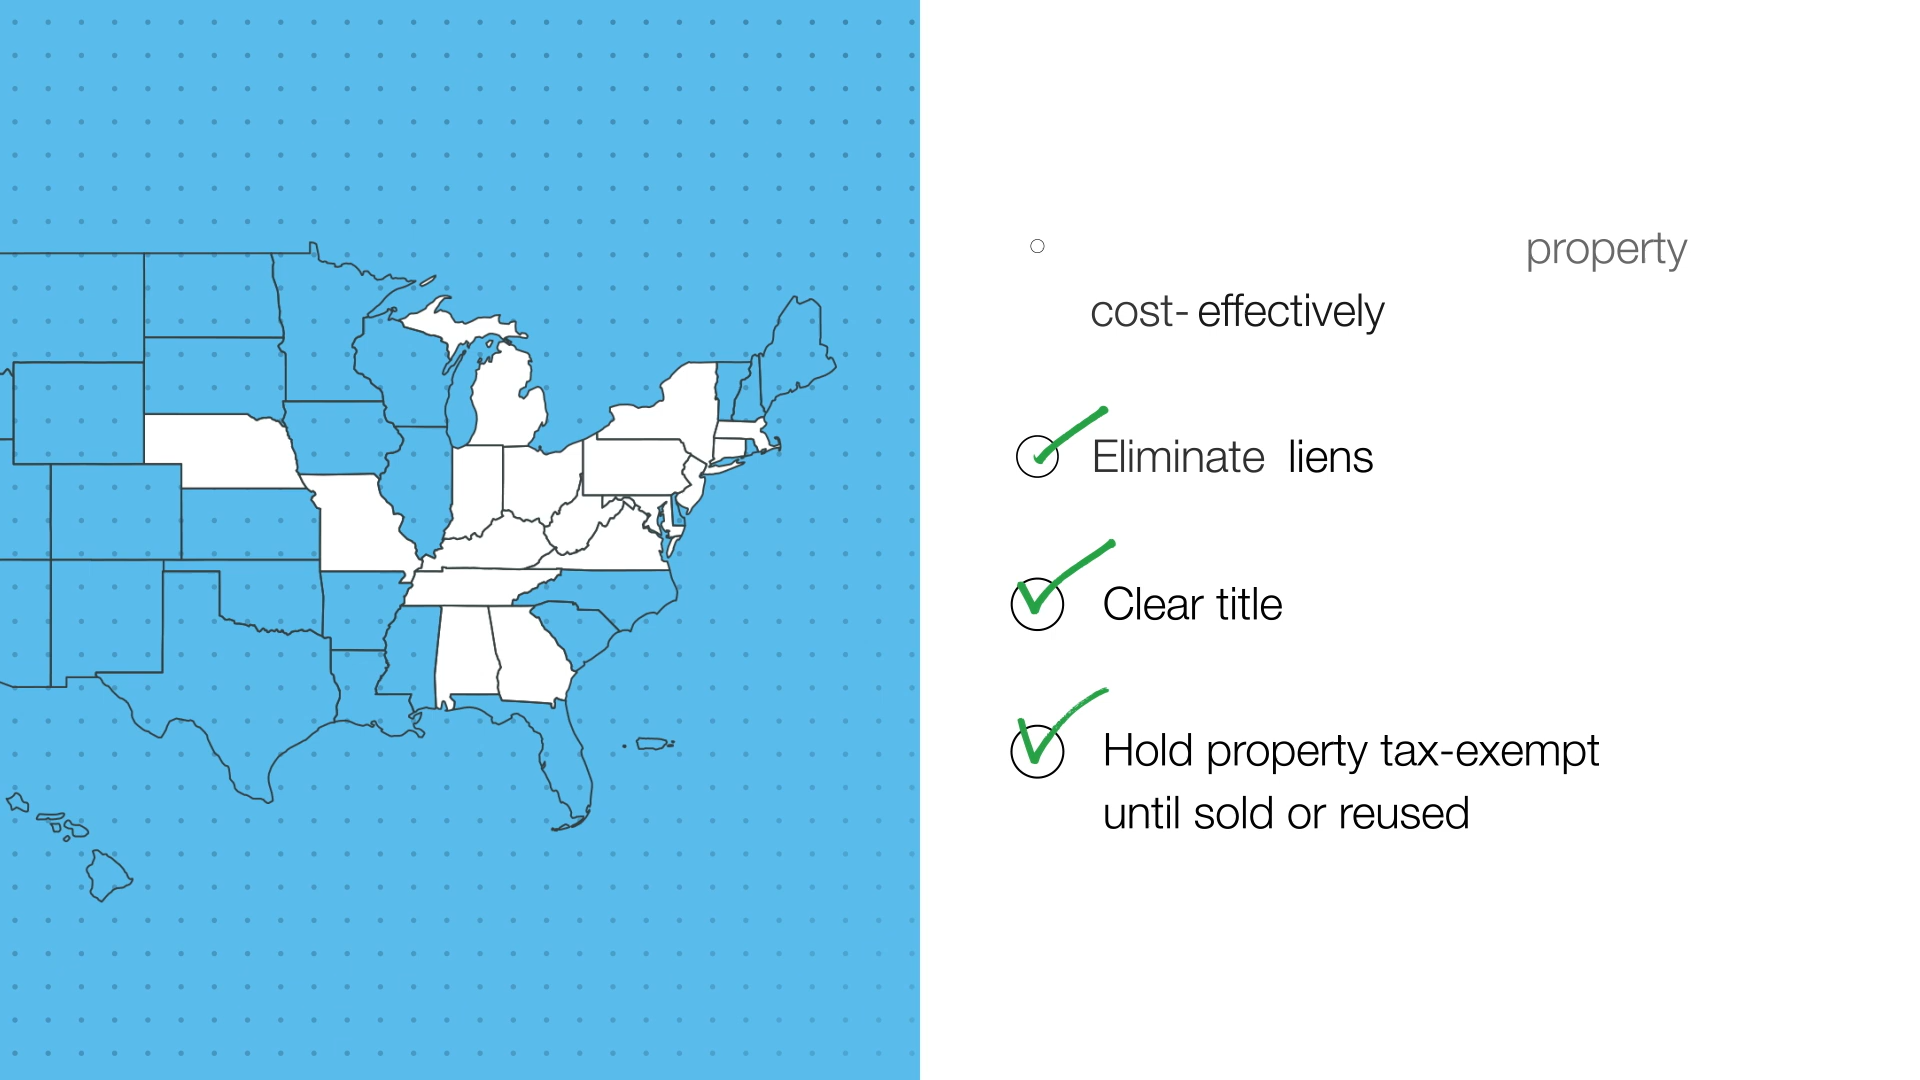 property
cost- effectively
Eliminate liens
Clear title
Hold property tax-exempt
until sold or reused